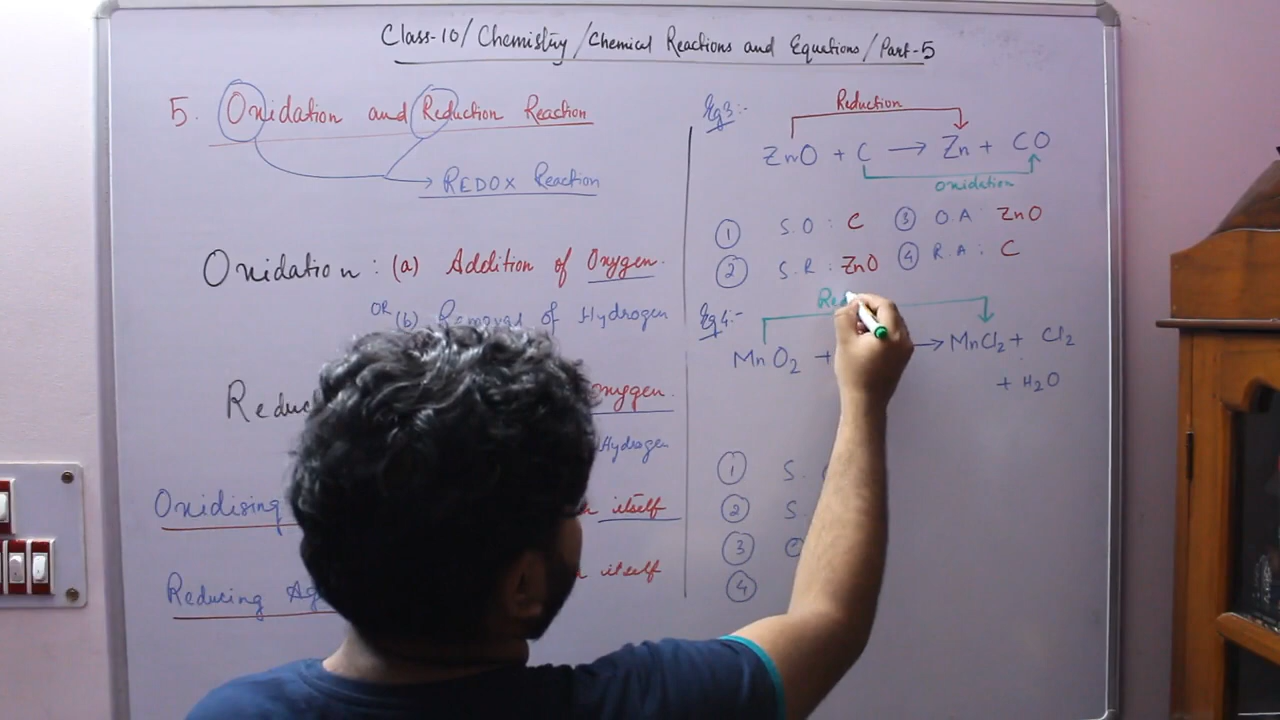 Class-10/Chemistry/Chemical Reactions and Equations/Part-5
5. Oxidation and Reduction Reaction
→ REDOX Reaction
Oxidation: (a) Addition of Oxygen.
OR (b) Removal of Hydrogen
Reduc
oxygen.
Hydrogen
Oxidising itself
Reducing Ag itself
Eg 3:-
Reduction
ZnO + C → Zn + CO
Oxidation
① S.O : C ③ O.A : ZnO
② S.R : ZnO ④ R.A : C
Eg 4:-
Red
MnO₂ + → MnCl₂ + Cl₂
+ H₂O
① S.
② S.
③ O
④